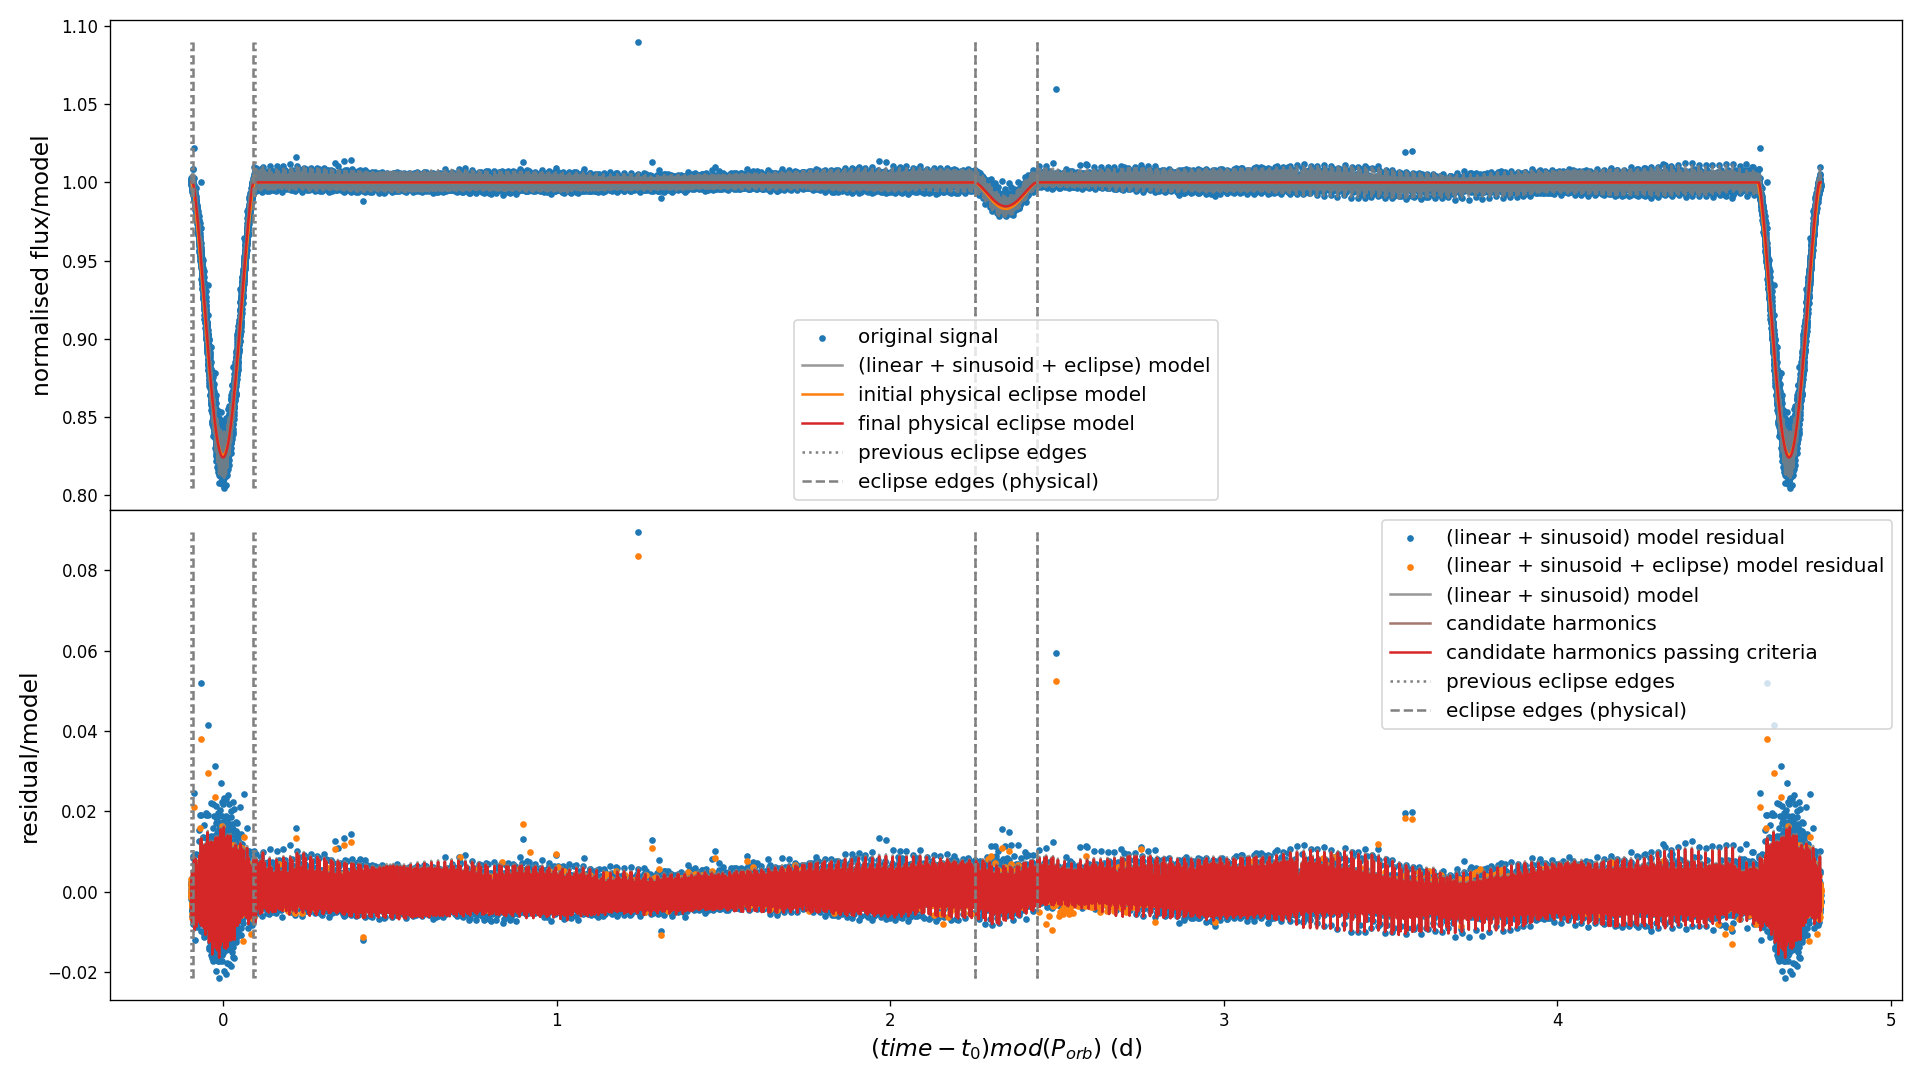 1.10
1.05
1.00
0.95
0.90
0.85
0.80
normalised flux/model
original signal
(linear + sinusoid + eclipse) model
initial physical eclipse model
final physical eclipse model
previous eclipse edges
eclipse edges (physical)
0.08
0.06
0.04
0.02
0.00
−0.02
residual/model
(linear + sinusoid) model residual
(linear + sinusoid + eclipse) model residual
(linear + sinusoid) model
candidate harmonics
candidate harmonics passing criteria
previous eclipse edges
eclipse edges (physical)
0 1 2 3 4 5
(time − t₀)mod(Pₒᵣb) (d)